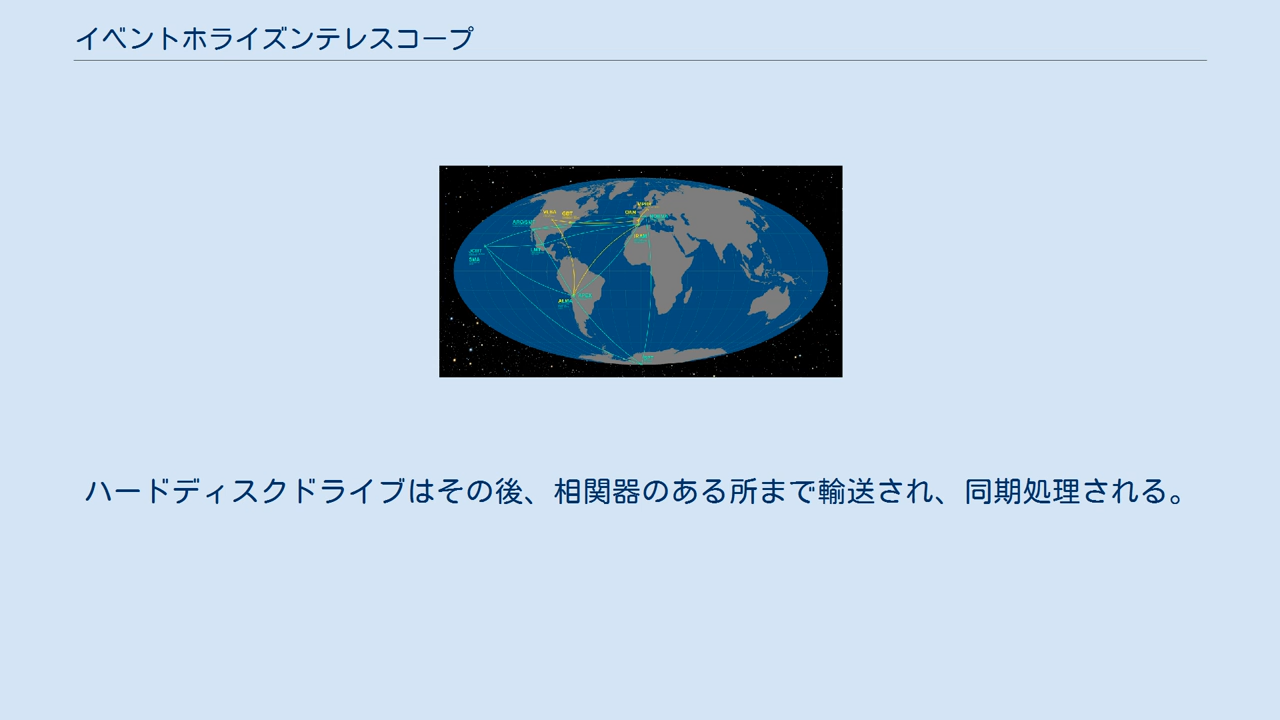 イベントホライズンテレスコープ
ALMA
ハードディスクドライブはその後、相関器のある所まで輸送され、同期処理される。